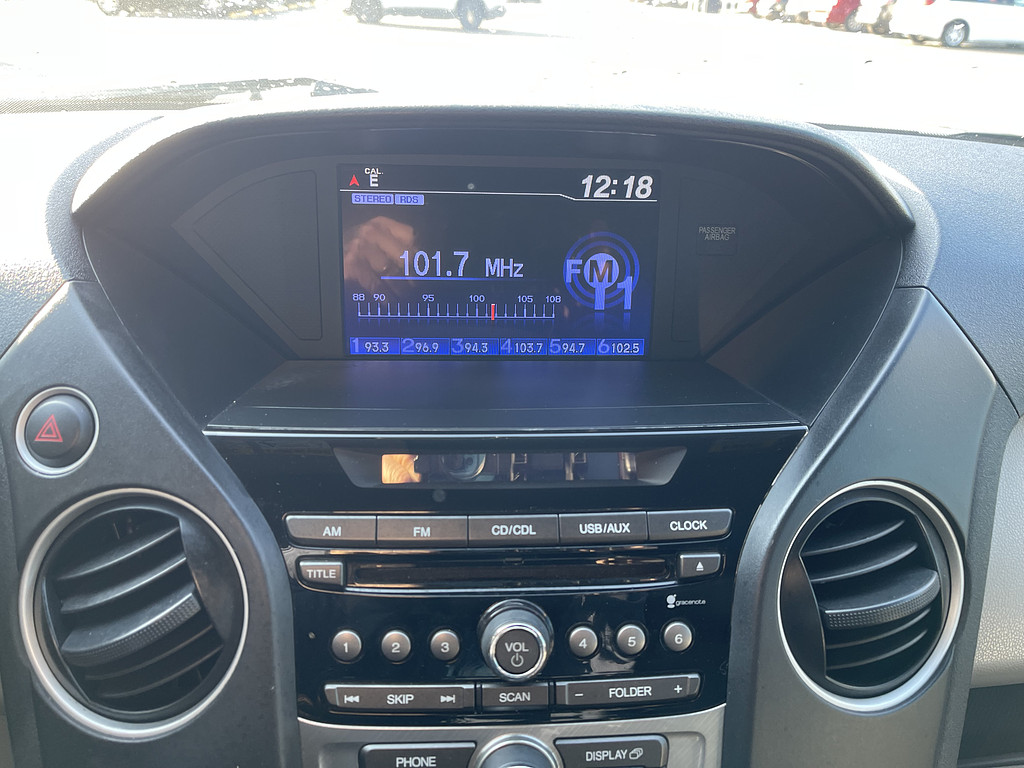 CAL.
E
12:18
STEREO RDS
PASSENGER
AIRBAG
101.7 MHz
FM1
88 90 95 100 105 108
1 93.3 2 96.9 3 94.3 4 103.7 5 94.7 6 102.5
AM FM CD/CDL USB/AUX CLOCK
TITLE
gracenote
1 2 3 VOL 4 5 6
SKIP SCAN - FOLDER +
PHONE DISPLAY